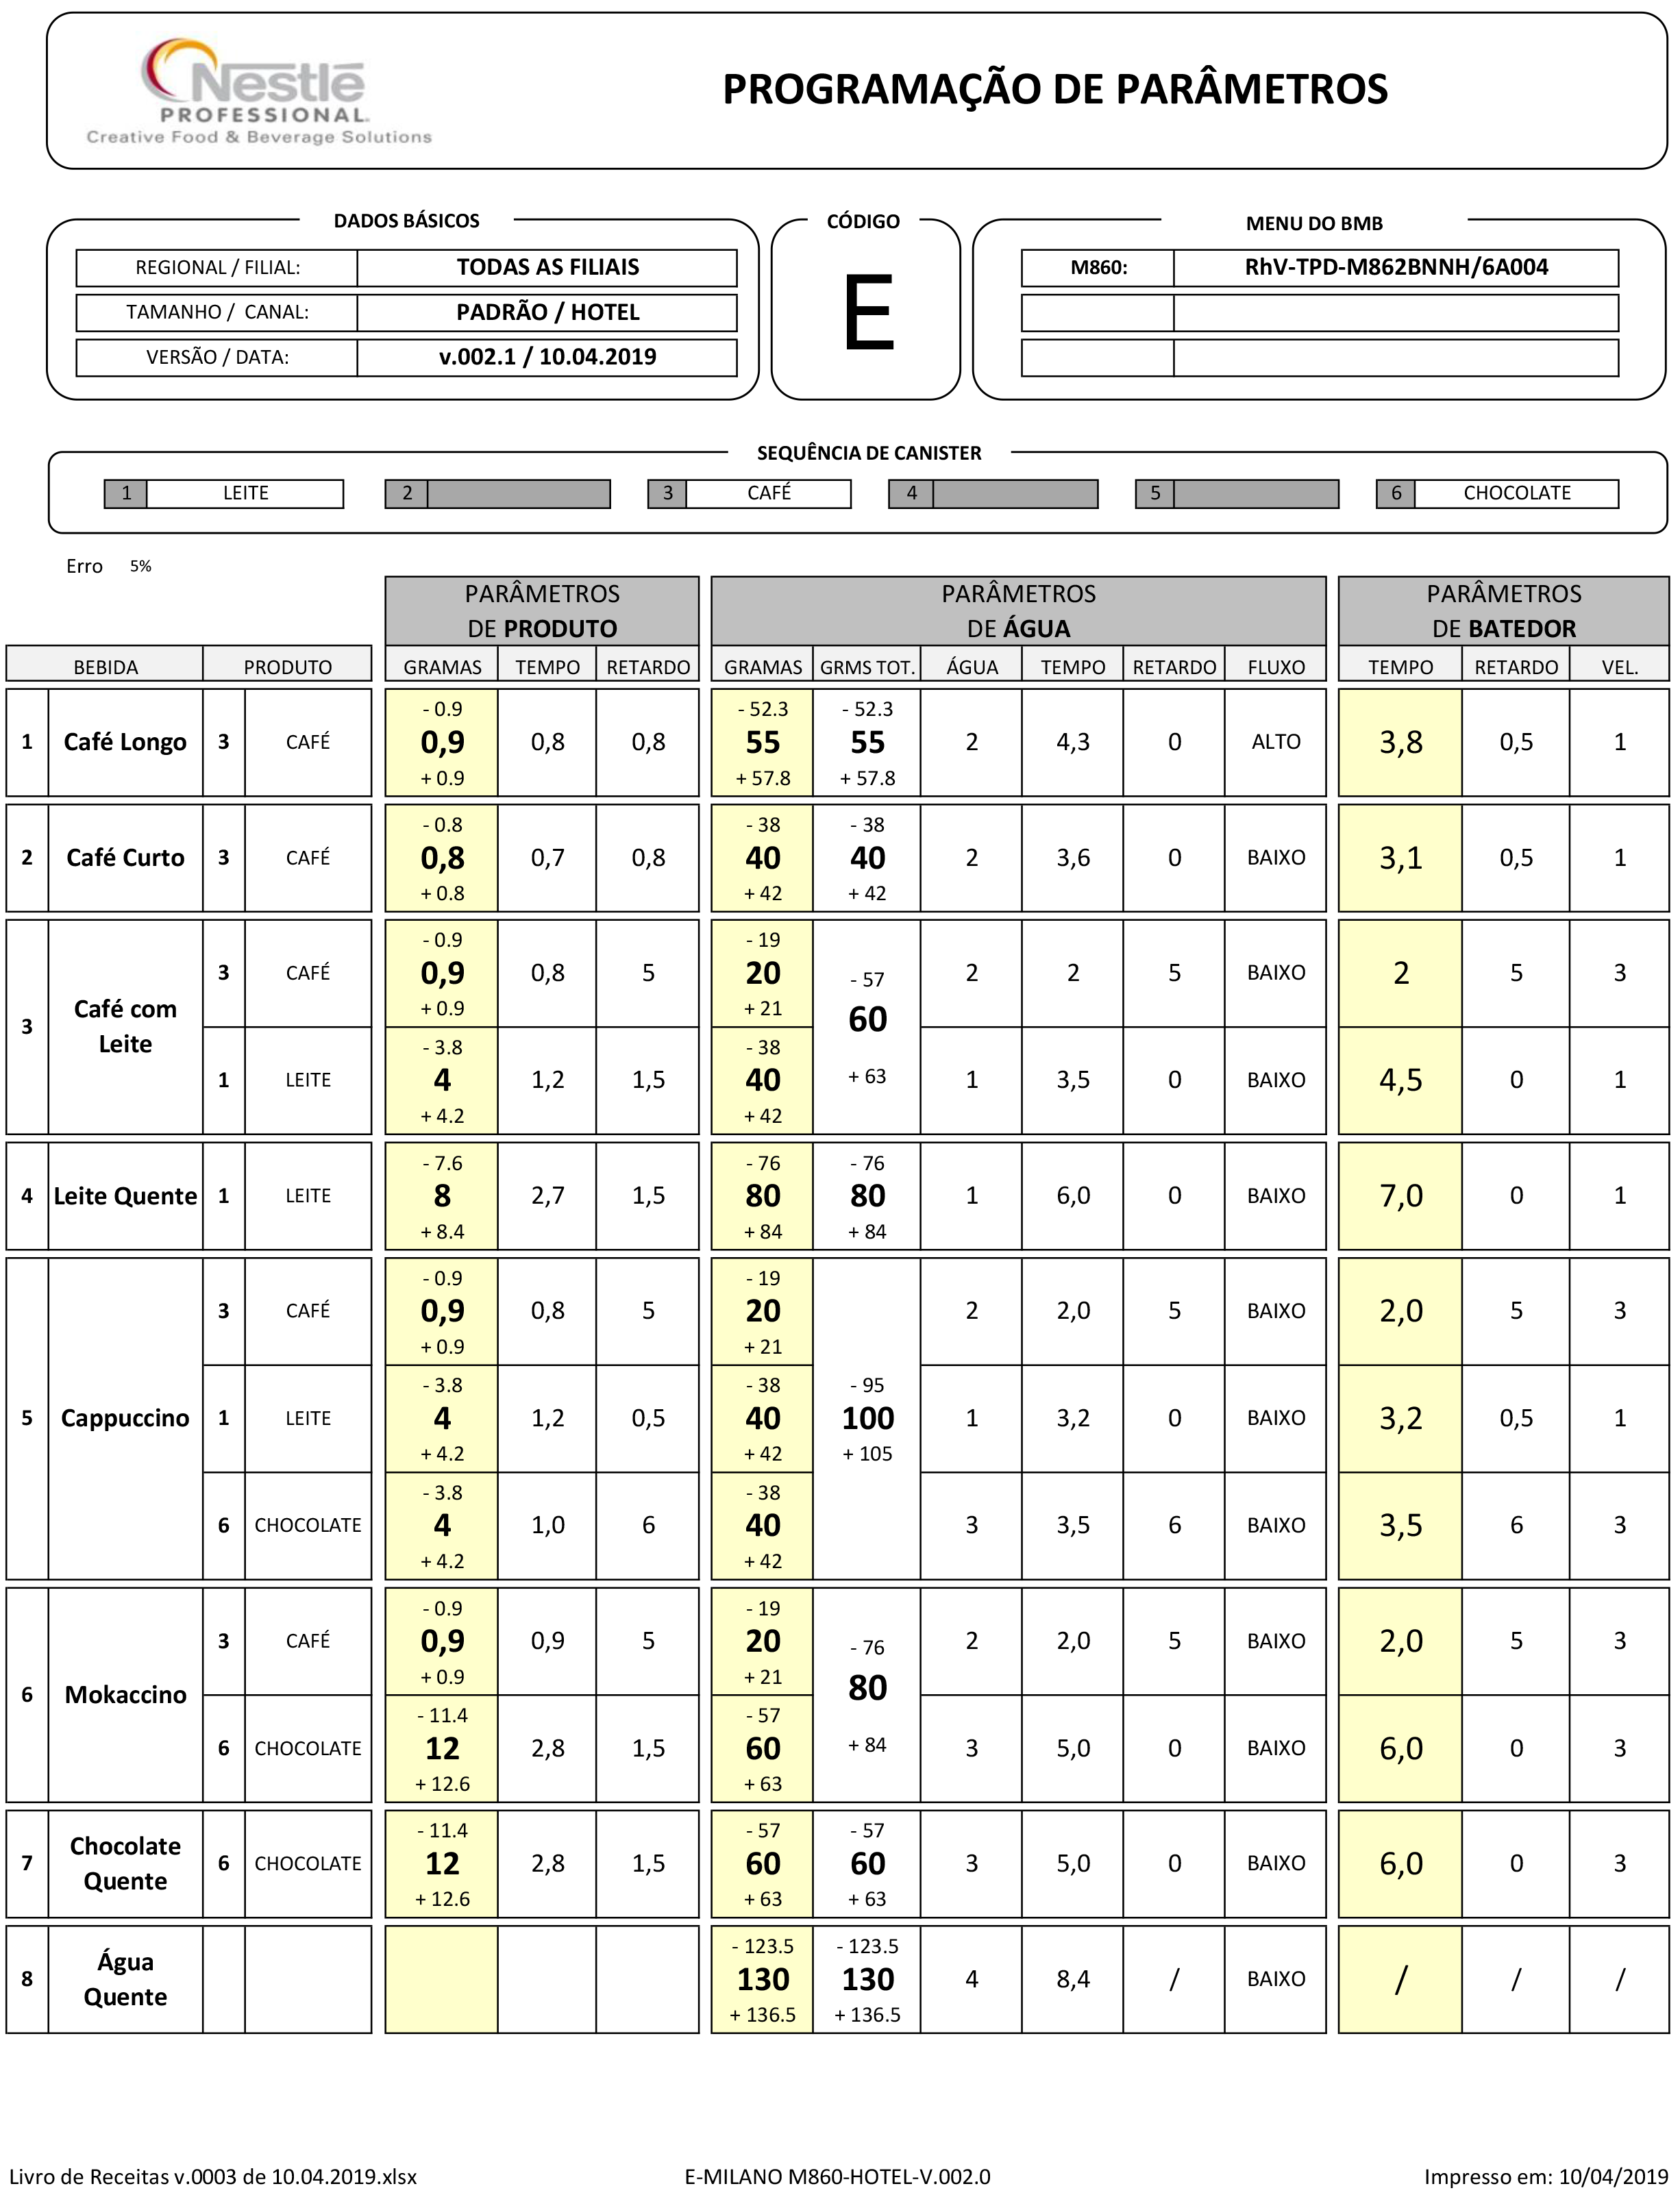 Nestlé
PROFESSIONAL.
Creative Food & Beverage Solutions
PROGRAMAÇÃO DE PARÂMETROS
DADOS BÁSICOS
REGIONAL / FILIAL: TODAS AS FILIAIS
TAMANHO / CANAL: PADRÃO / HOTEL
VERSÃO / DATA: v.002.1 / 10.04.2019
CÓDIGO
E
MENU DO BMB
M860: RhV-TPD-M862BNNH/6A004
SEQUÊNCIA DE CANISTER
1 LEITE 2 3 CAFÉ 4 5 6 CHOCOLATE
Erro 5%
PARÂMETROS
DE PRODUTO
PARÂMETROS
DE ÁGUA
PARÂMETROS
DE BATEDOR
BEBIDA PRODUTO GRAMAS TEMPO RETARDO GRAMAS GRMS TOT. ÁGUA TEMPO RETARDO FLUXO TEMPO RETARDO VEL.
- 0.9 - 52.3 - 52.3
1 Café Longo 3 CAFÉ 0,9 0,8 0,8 55 55 2 4,3 0 ALTO 3,8 0,5 1
+ 0.9 + 57.8 + 57.8
- 0.8 - 38 - 38
2 Café Curto 3 CAFÉ 0,8 0,7 0,8 40 40 2 3,6 0 BAIXO 3,1 0,5 1
+ 0.8 + 42 + 42
3 Café com
Leite
- 0.9 - 19
3 CAFÉ 0,9 0,8 5 20 2 2 5 BAIXO 2 5 3
+ 0.9 + 21
- 57
60
+ 63
- 3.8 - 38
1 LEITE 4 1,2 1,5 40 1 3,5 0 BAIXO 4,5 0 1
+ 4.2 + 42
- 7.6 - 76 - 76
4 Leite Quente 1 LEITE 8 2,7 1,5 80 80 1 6,0 0 BAIXO 7,0 0 1
+ 8.4 + 84 + 84
- 0.9 - 19
3 CAFÉ 0,9 0,8 5 20 2 2,0 5 BAIXO 2,0 5 3
+ 0.9 + 21
- 3.8 - 38 - 95
5 Cappuccino 1 LEITE 4 1,2 0,5 40 100 1 3,2 0 BAIXO 3,2 0,5 1
+ 4.2 + 42 + 105
- 3.8 - 38
6 CHOCOLATE 4 1,0 6 40 3 3,5 6 BAIXO 3,5 6 3
+ 4.2 + 42
6 Mokaccino
- 0.9 - 19
3 CAFÉ 0,9 0,9 5 20 2 2,0 5 BAIXO 2,0 5 3
+ 0.9 + 21
- 76
80
+ 84
- 11.4 - 57
6 CHOCOLATE 12 2,8 1,5 60 3 5,0 0 BAIXO 6,0 0 3
+ 12.6 + 63
- 11.4 - 57 - 57
7 Chocolate
Quente 6 CHOCOLATE 12 2,8 1,5 60 60 3 5,0 0 BAIXO 6,0 0 3
+ 12.6 + 63 + 63
- 123.5 - 123.5
8 Água
Quente 130 130 4 8,4 / BAIXO / / /
+ 136.5 + 136.5
Livro de Receitas v.0003 de 10.04.2019.xlsx E-MILANO M860-HOTEL-V.002.0 Impresso em: 10/04/2019